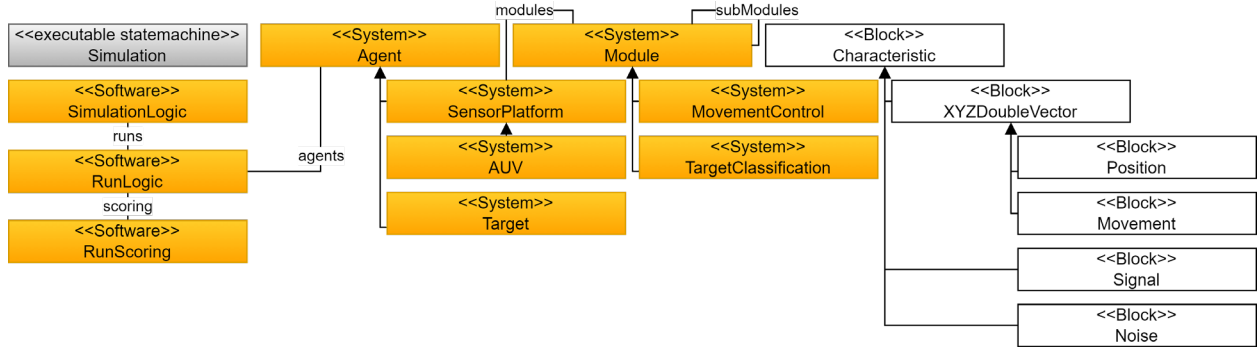 modules
subModules
<<executable statemachine>>
Simulation
<<System>>
Agent
<<System>>
Module
<<Block>>
Characteristic
<<Software>>
SimulationLogic
<<System>>
SensorPlatform
<<System>>
MovementControl
<<Block>>
XYZDoubleVector
runs
<<Software>>
RunLogic
agents
<<System>>
AUV
<<System>>
TargetClassification
<<Block>>
Position
scoring
<<Software>>
RunScoring
<<System>>
Target
<<Block>>
Movement
<<Block>>
Signal
<<Block>>
Noise